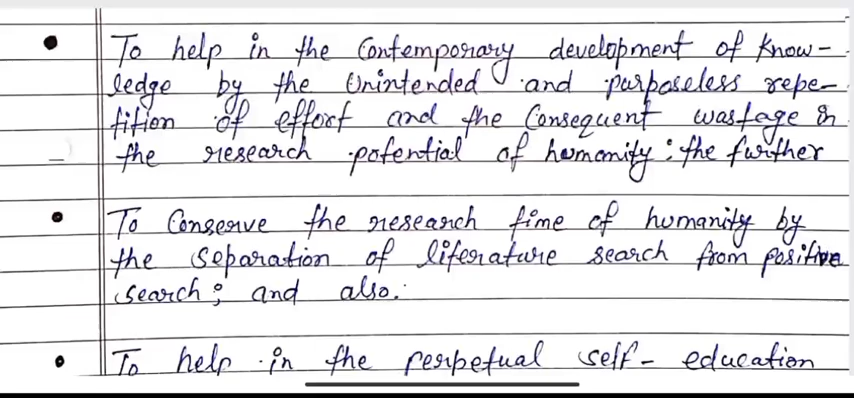 • To help in the Contemporary development of Know-
ledge by the Unintended and purposeless repe-
tition of effort and the Consequent wastage in
the research potential of humanity: the further
• To Conserve the research time of humanity by
the Separation of literature search from positive
search; and also.
• To help in the perpetual self-education